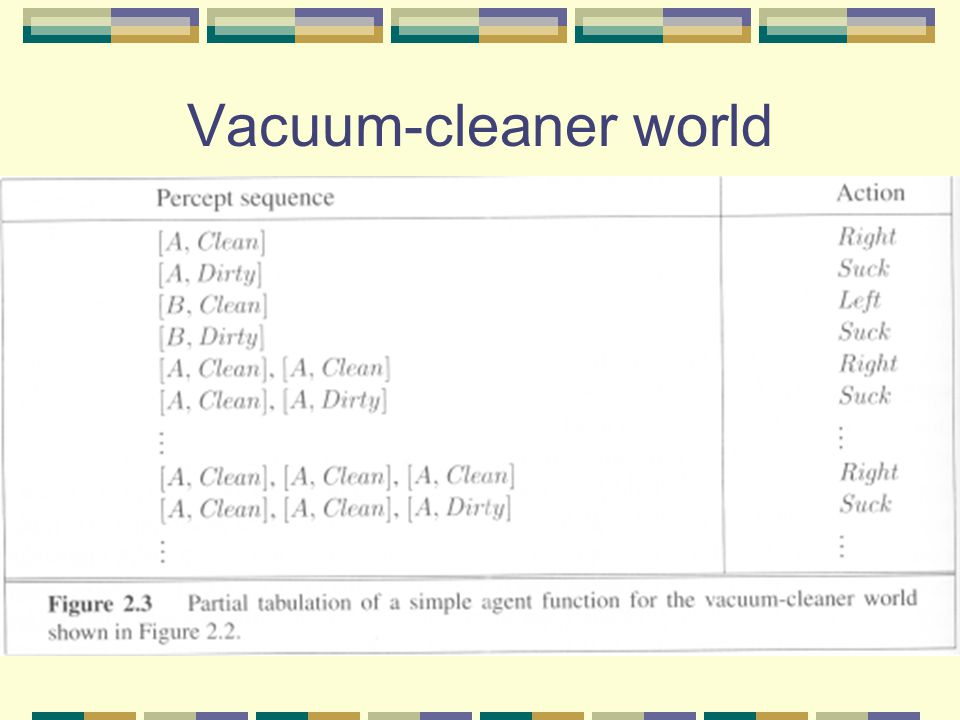 Vacuum-cleaner world
Percept sequence Action
[A, Clean] Right
[A, Dirty] Suck
[B, Clean] Left
[B, Dirty] Suck
[A, Clean], [A, Clean] Right
[A, Clean], [A, Dirty] Suck
⋮ ⋮
[A, Clean], [A, Clean], [A, Clean] Right
[A, Clean], [A, Clean], [A, Dirty] Suck
⋮ ⋮
Figure 2.3 Partial tabulation of a simple agent function for the vacuum-cleaner world
shown in Figure 2.2.